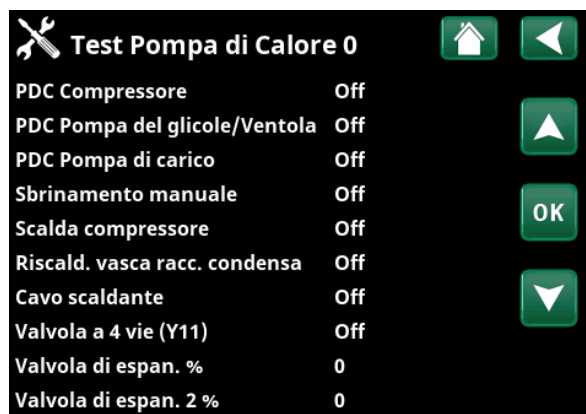 Test Pompa di Calore 0
PDC Compressore Off
PDC Pompa del glicole/Ventola Off
PDC Pompa di carico Off
Sbrinamento manuale Off
Scalda compressore Off
Riscald. vasca racc. condensa Off
Cavo scaldante Off
Valvola a 4 vie (Y11) Off
Valvola di espan. % 0
Valvola di espan. 2 % 0
OK